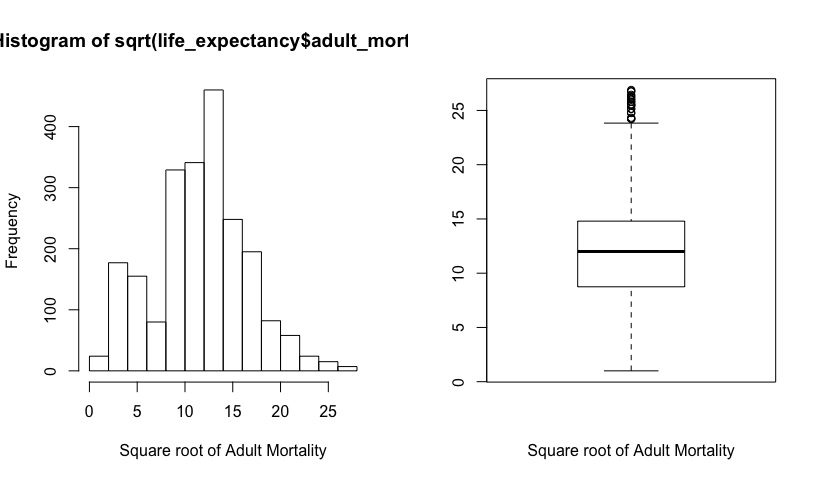 Histogram of sqrt(life_expectancy$adult_mort
Frequency
400
300
200
100
0
0 5 10 15 20 25
Square root of Adult Mortality
25
20
15
10
5
0
Square root of Adult Mortality